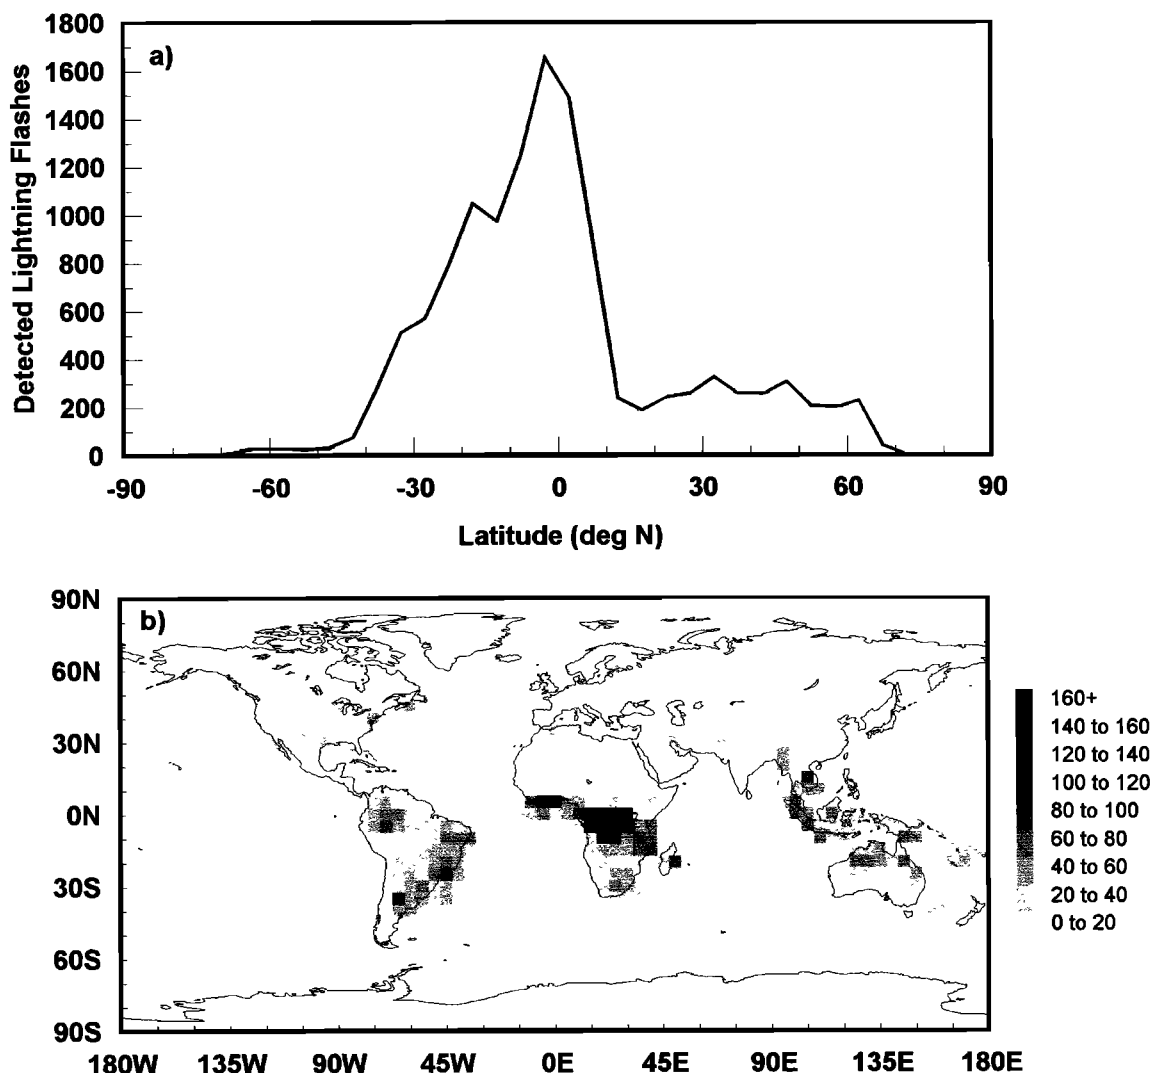 a)
1800
1600
1400
1200
1000
800
600
400
200
0
Detected Lightning Flashes
-90 -60 -30 0 30 60 90
Latitude (deg N)
b)
90N
60N
30N
0N
30S
60S
90S
180W 135W 90W 45W 0E 45E 90E 135E 180E
160+
140 to 160
120 to 140
100 to 120
80 to 100
60 to 80
40 to 60
20 to 40
0 to 20